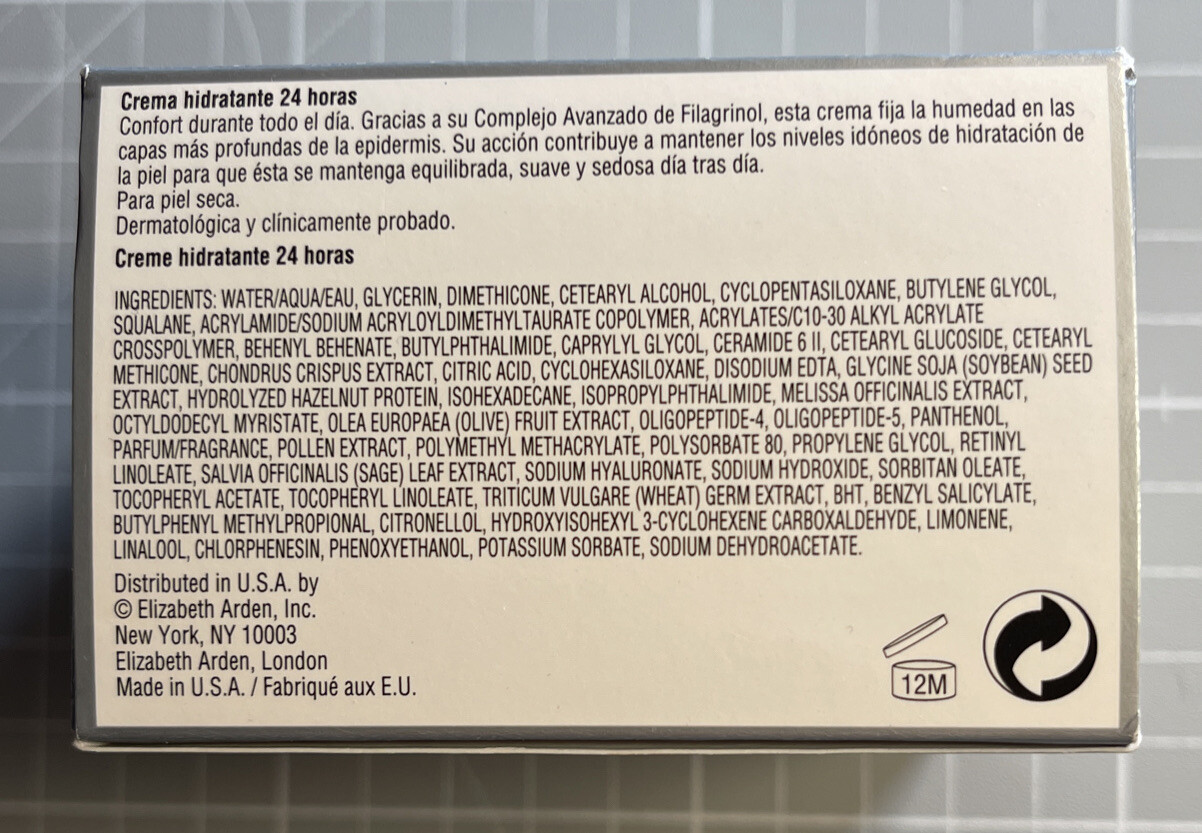 Crema hidratante 24 horas
Confort durante todo el día. Gracias a su Complejo Avanzado de Filagrinol, esta crema fija la humedad en las
capas más profundas de la epidermis. Su acción contribuye a mantener los niveles idóneos de hidratación de
la piel para que ésta se mantenga equilibrada, suave y sedosa día tras día.
Para piel seca.
Dermatológica y clínicamente probado.
Creme hidratante 24 horas
INGREDIENTS: WATER/AQUA/EAU, GLYCERIN, DIMETHICONE, CETEARYL ALCOHOL, CYCLOPENTASILOXANE, BUTYLENE GLYCOL,
SQUALANE, ACRYLAMIDE/SODIUM ACRYLOYLDIMETHYLTAURATE COPOLYMER, ACRYLATES/C10-30 ALKYL ACRYLATE
CROSSPOLYMER, BEHENYL BEHENATE, BUTYLPHTHALIMIDE, CAPRYLYL GLYCOL, CERAMIDE 6 II, CETEARYL GLUCOSIDE, CETEARYL
METHICONE, CHONDRUS CRISPUS EXTRACT, CITRIC ACID, CYCLOHEXASILOXANE, DISODIUM EDTA, GLYCINE SOJA (SOYBEAN) SEED
EXTRACT, HYDROLYZED HAZELNUT PROTEIN, ISOHEXADECANE, ISOPROPYLPHTHALIMIDE, MELISSA OFFICINALIS EXTRACT,
OCTYLDODECYL MYRISTATE, OLEA EUROPAEA (OLIVE) FRUIT EXTRACT, OLIGOPEPTIDE-4, OLIGOPEPTIDE-5, PANTHENOL,
PARFUM/FRAGRANCE, POLLEN EXTRACT, POLYMETHYL METHACRYLATE, POLYSORBATE 80, PROPYLENE GLYCOL, RETINYL
LINOLEATE, SALVIA OFFICINALIS (SAGE) LEAF EXTRACT, SODIUM HYALURONATE, SODIUM HYDROXIDE, SORBITAN OLEATE,
TOCOPHERYL ACETATE, TOCOPHERYL LINOLEATE, TRITICUM VULGARE (WHEAT) GERM EXTRACT, BHT, BENZYL SALICYLATE,
BUTYLPHENYL METHYLPROPIONAL, CITRONELLOL, HYDROXYISOHEXYL 3-CYCLOHEXENE CARBOXALDEHYDE, LIMONENE,
LINALOOL, CHLORPHENESIN, PHENOXYETHANOL, POTASSIUM SORBATE, SODIUM DEHYDROACETATE.
Distributed in U.S.A. by
© Elizabeth Arden, Inc.
New York, NY 10003
Elizabeth Arden, London
Made in U.S.A. / Fabriqué aux E.U.
12M